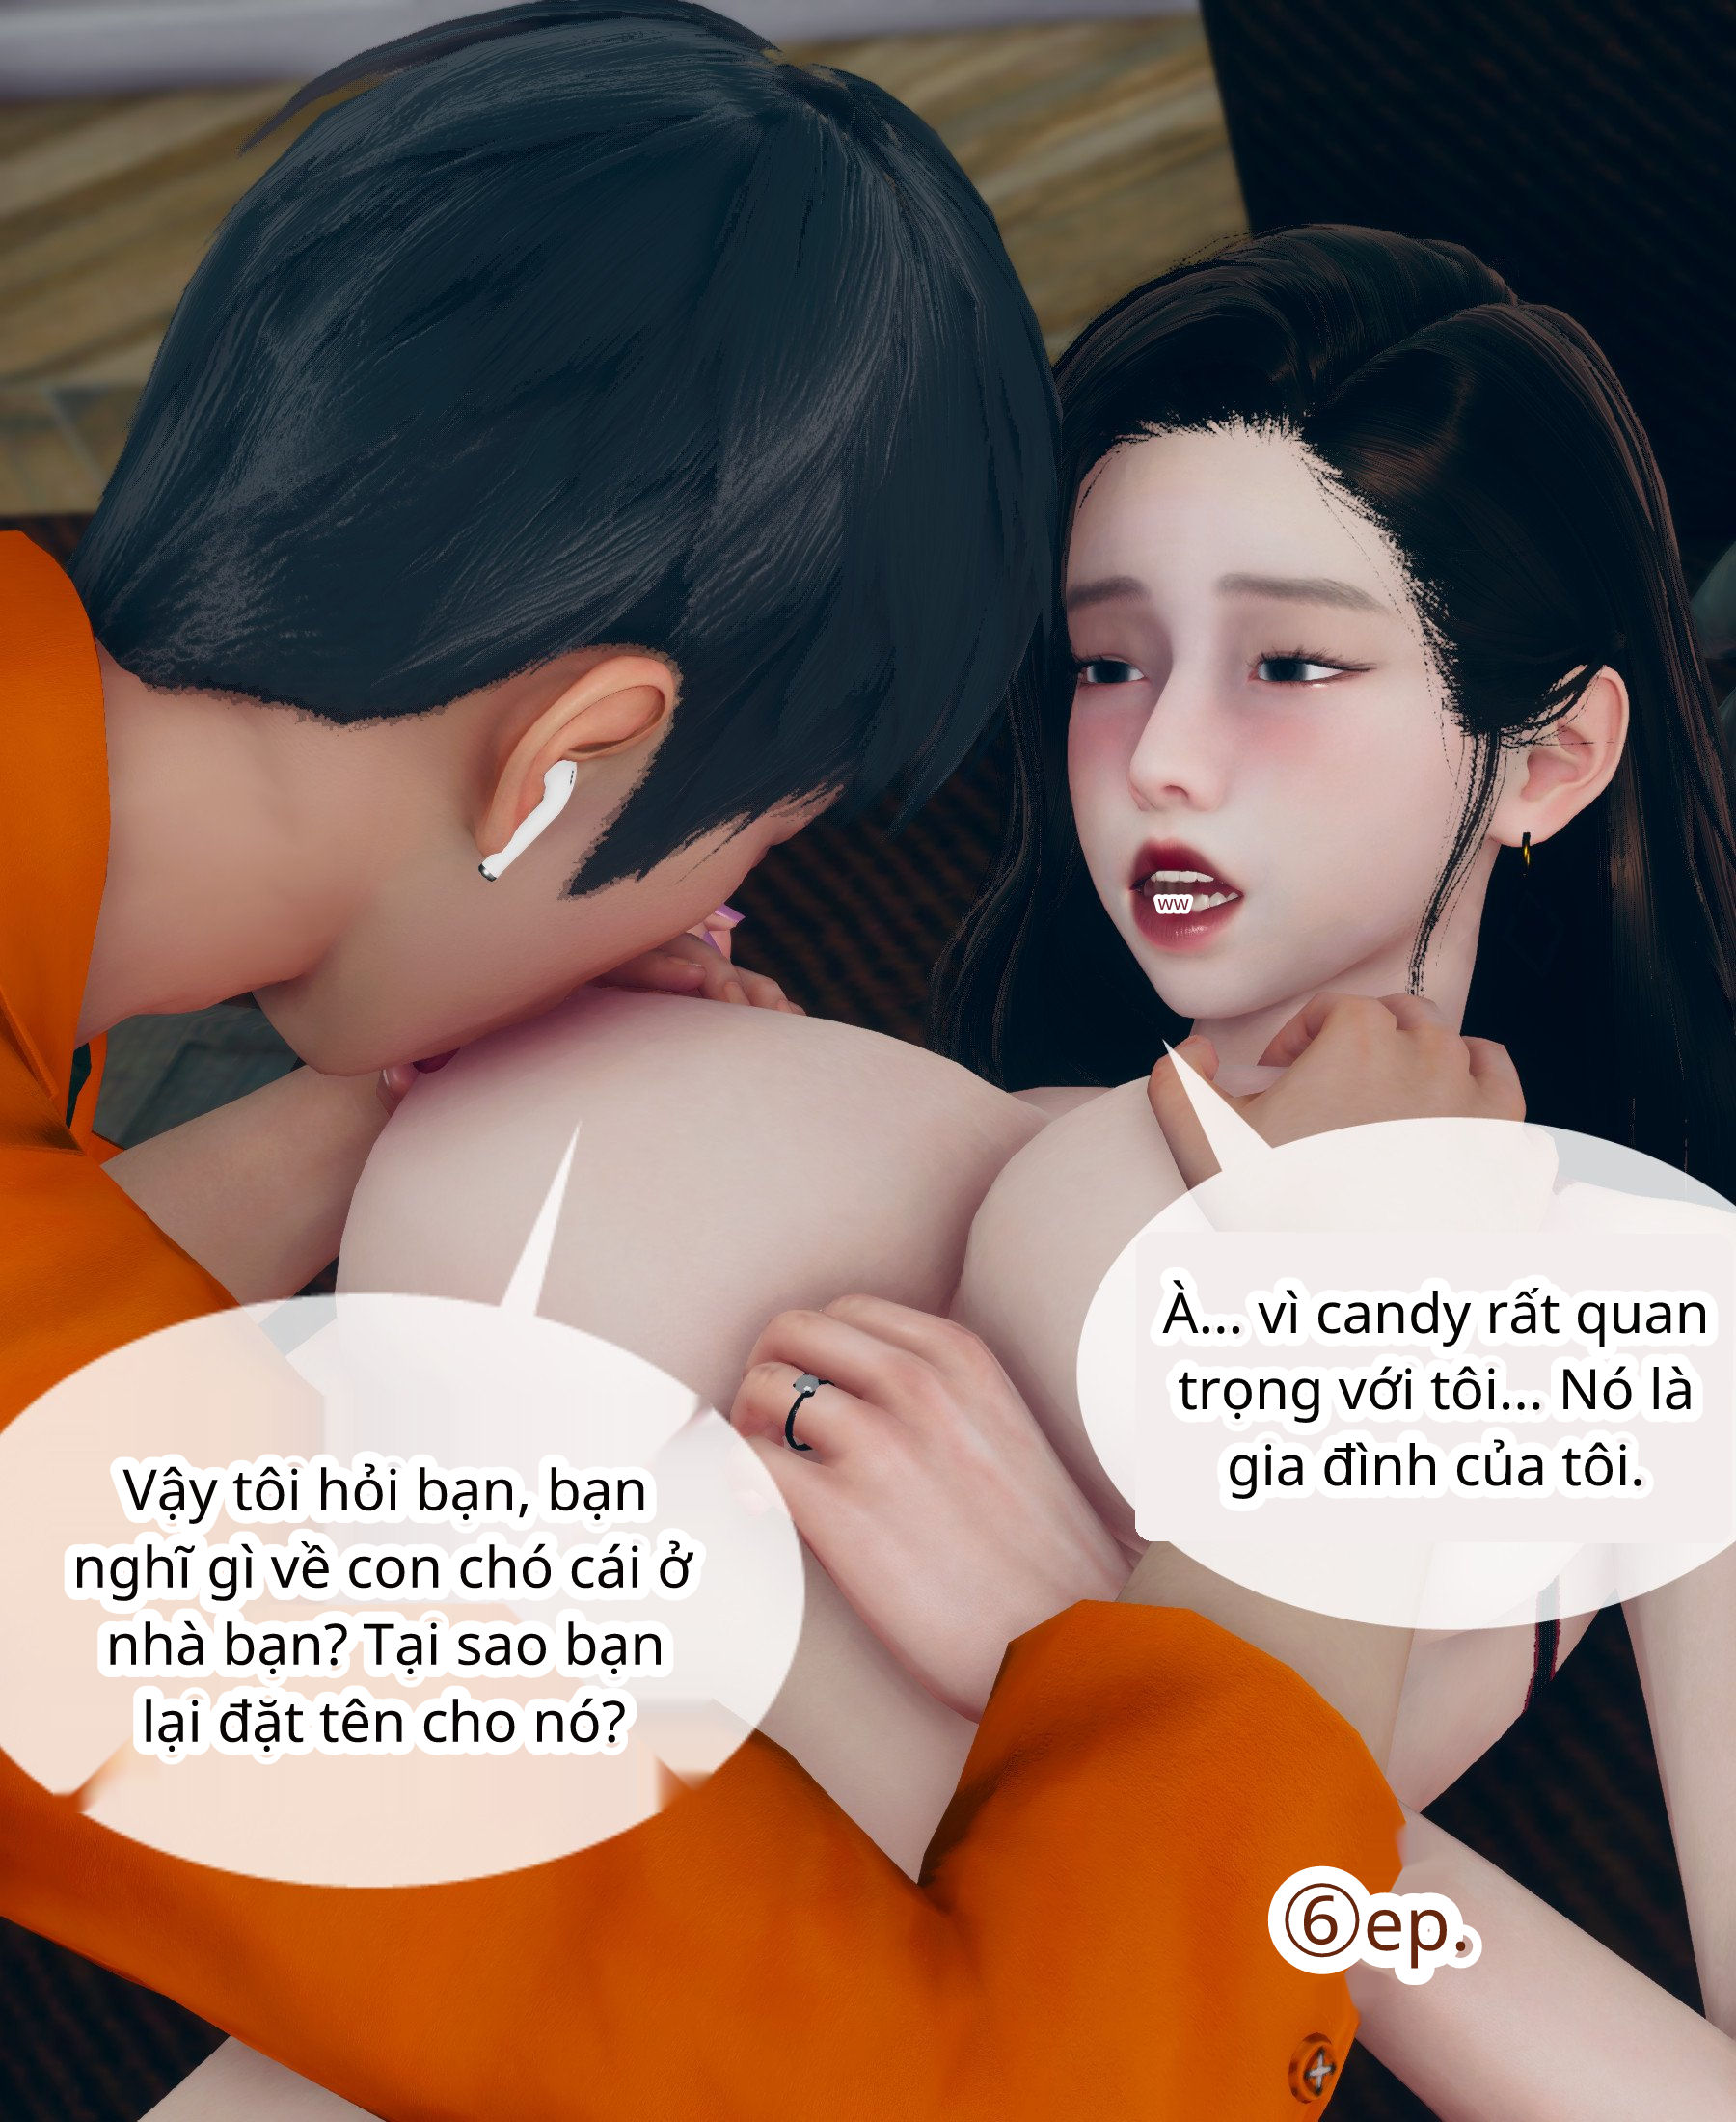 ww
À... vì candy rất quan
trọng với tôi... Nó là
gia đình của tôi.
Vậy tôi hỏi bạn, bạn
nghĩ gì về con chó cái ở
nhà bạn? Tại sao bạn
lại đặt tên cho nó?
⑥ep.